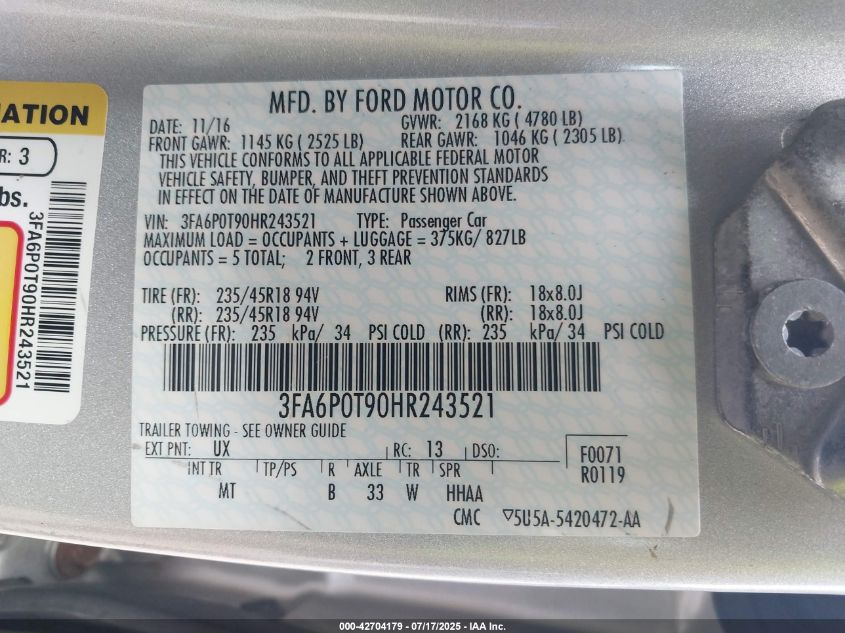 ATION
R: 3
bs.
3FA6P0T90HR243521
MFD. BY FORD MOTOR CO.
DATE: 11/16 GVWR: 2168 KG ( 4780 LB)
FRONT GAWR: 1145 KG ( 2525 LB) REAR GAWR: 1046 KG ( 2305 LB)
THIS VEHICLE CONFORMS TO ALL APPLICABLE FEDERAL MOTOR
VEHICLE SAFETY, BUMPER, AND THEFT PREVENTION STANDARDS
IN EFFECT ON THE DATE OF MANUFACTURE SHOWN ABOVE.
VIN: 3FA6P0T90HR243521 TYPE: Passenger Car
MAXIMUM LOAD = OCCUPANTS + LUGGAGE = 375KG/ 827LB
OCCUPANTS = 5 TOTAL; 2 FRONT, 3 REAR
TIRE (FR): 235/45R18 94V RIMS (FR): 18x8.0J
(RR): 235/45R18 94V (RR): 18x8.0J
PRESSURE (FR): 235 kPa/ 34 PSI COLD (RR): 235 kPa/ 34 PSI COLD
3FA6P0T90HR243521
TRAILER TOWING - SEE OWNER GUIDE
EXT PNT: UX RC: 13 DSO: F0071
R0119
INT TR TP/PS R AXLE TR SPR
MT B 33 W HHAA
CMC ▽5U5A-5420472-AA
000-42704179 - 07/17/2025 - IAA Inc.